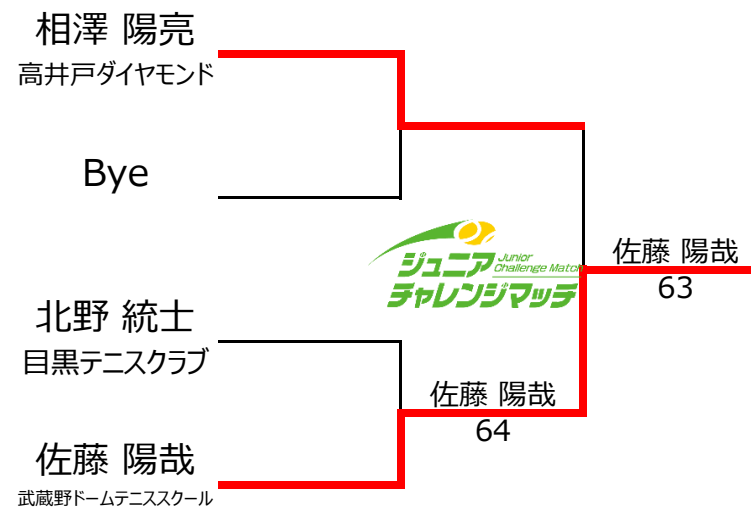 相澤 陽亮
高井戸ダイヤモンド
Bye
ジュニア
Junior
Challenge Match
チャレンジマッチ
佐藤 陽哉
63
北野 統士
目黒テニスクラブ
佐藤 陽哉
64
佐藤 陽哉
武蔵野ドームテニススクール